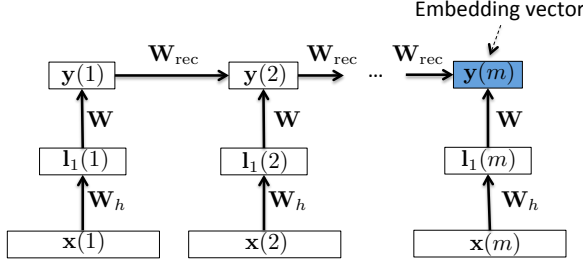 Embedding vector
W_rec W_rec W_rec
y(1) y(2) ... y(m)
W W W
l_1(1) l_1(2) l_1(m)
W_h W_h W_h
x(1) x(2) x(m)